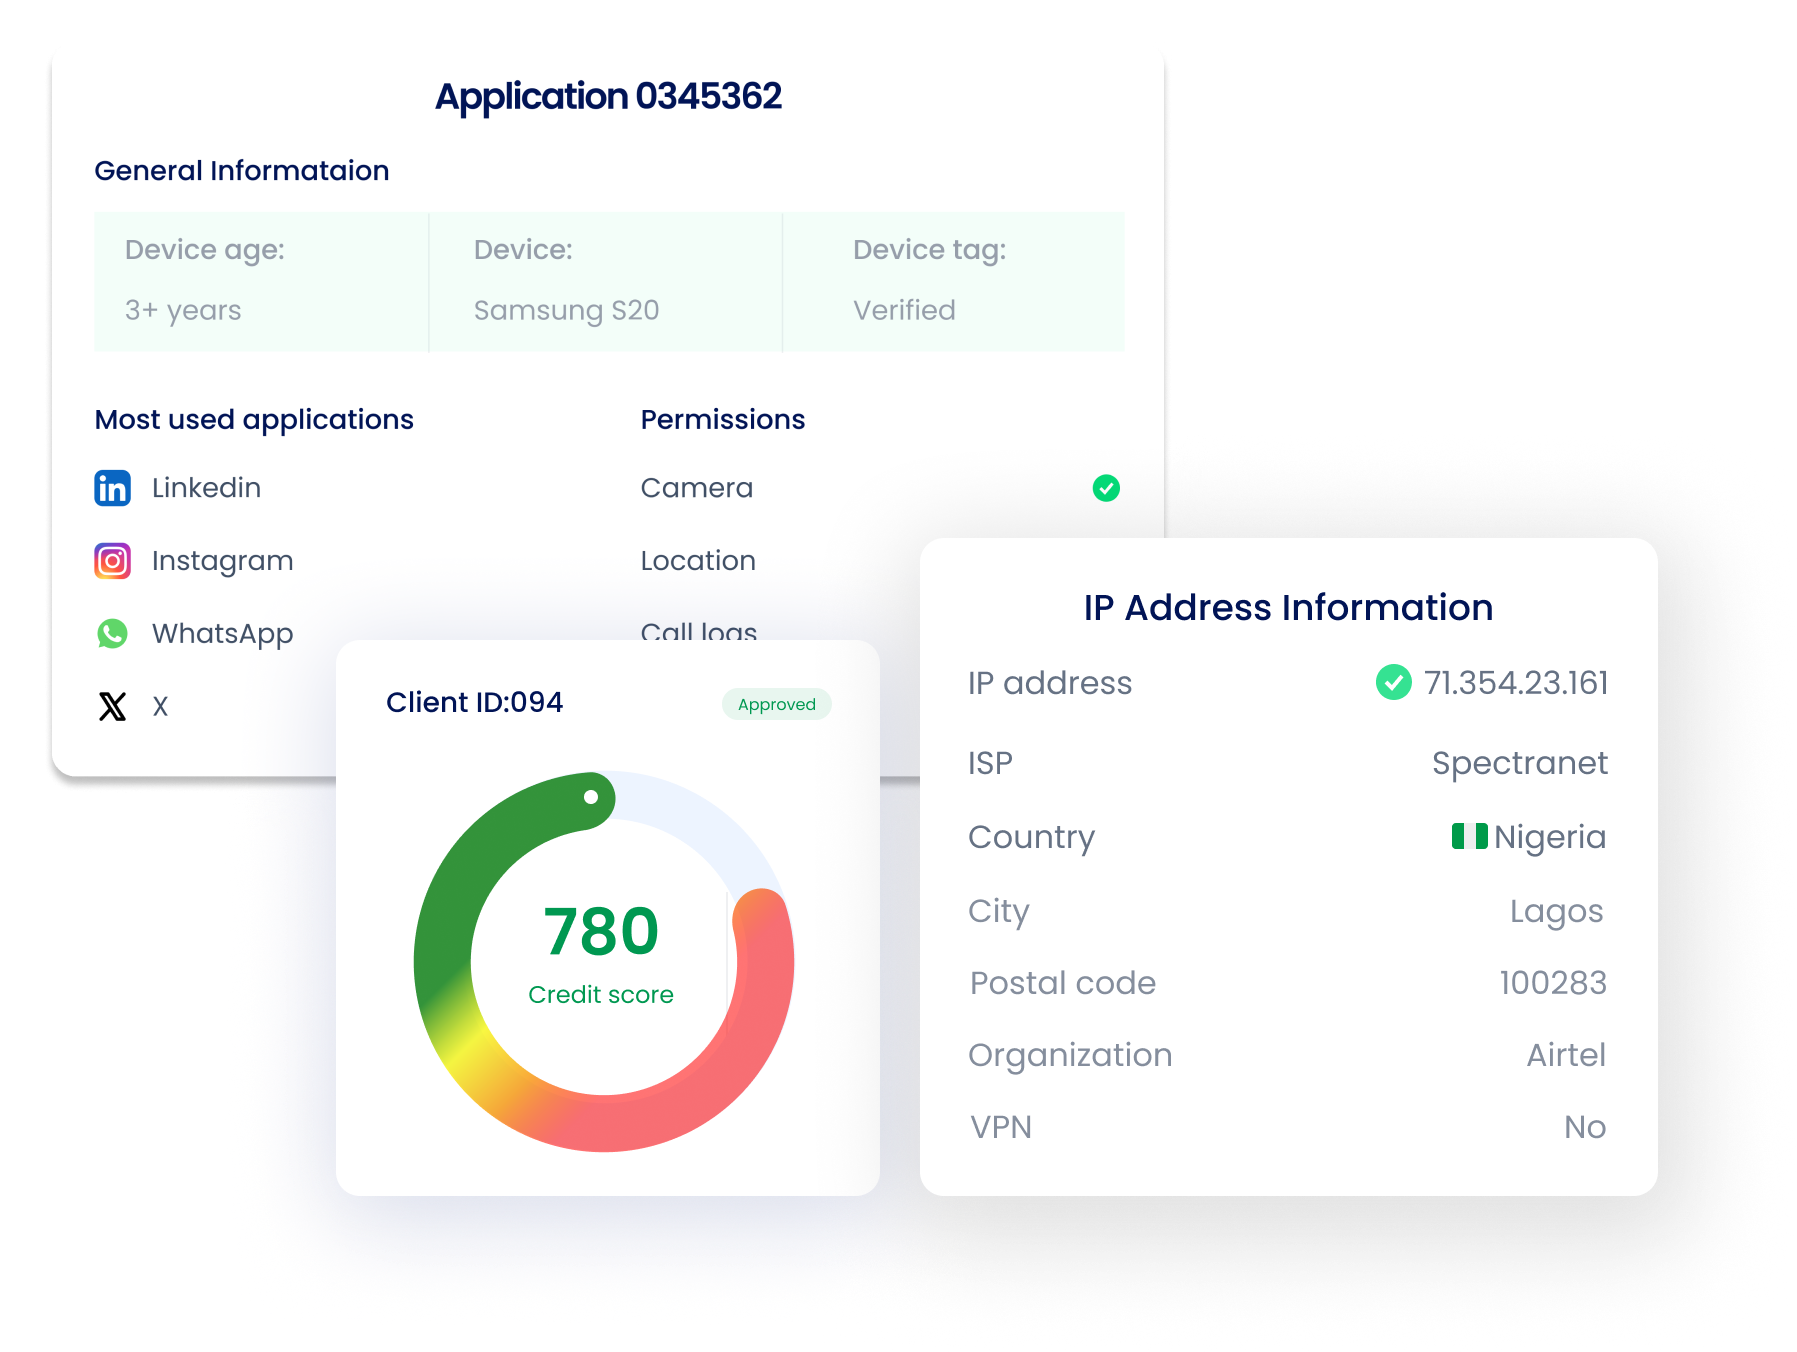 Application 0345362
General Informataion
Device age:
Device:
Device tag:
3+ years
Samsung S20
Verified
Most used applications
Permissions
in Linkedin
Camera
Instagram
Location
WhatsApp
Call logs
X
Client ID:094
Approved
780
Credit score
IP Address Information
IP address 71.354.23.161
ISP Spectranet
Country Nigeria
City Lagos
Postal code 100283
Organization Airtel
VPN No